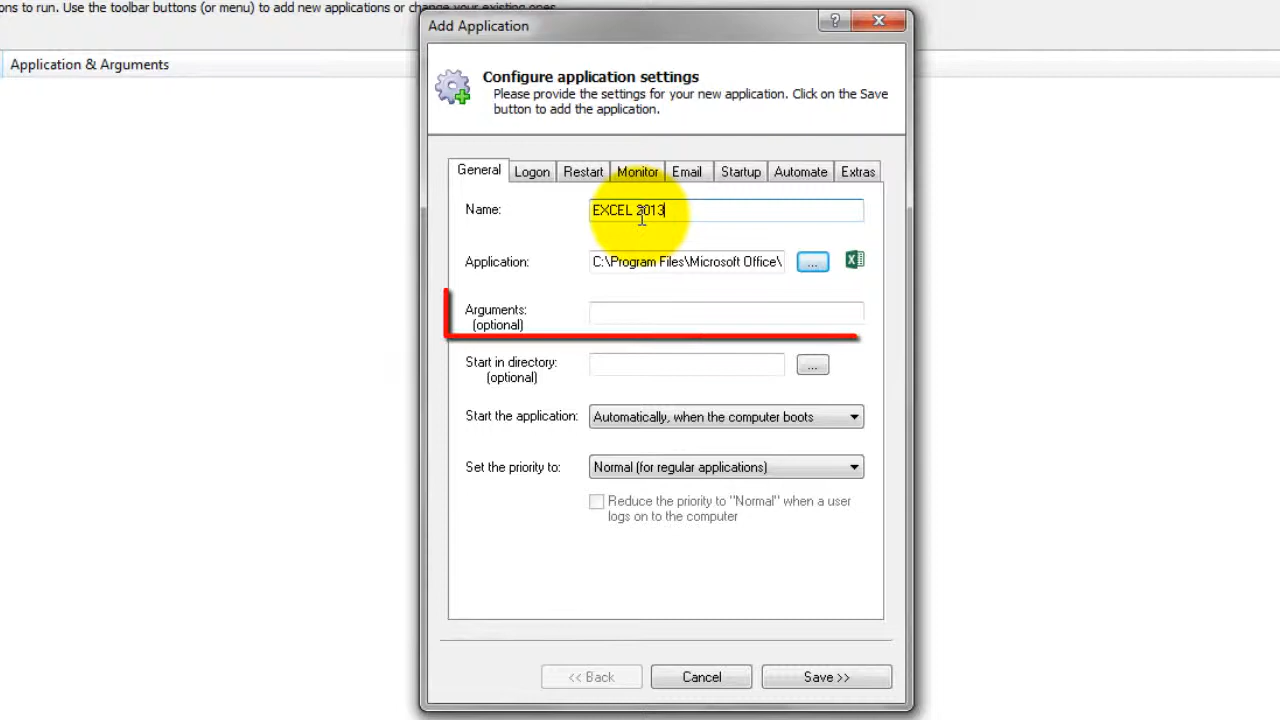 ons to run. Use the toolbar buttons (or menu) to add new applications or change your existing ones.
Application & Arguments
Add Application
?
Configure application settings
Please provide the settings for your new application. Click on the Save
button to add the application.
General Logon Restart Monitor Email Startup Automate Extras
Name: EXCEL 2013
Application: C:\Program Files\Microsoft Office\ ...
Arguments:
(optional)
Start in directory: ...
(optional)
Start the application: Automatically, when the computer boots
Set the priority to: Normal (for regular applications)
Reduce the priority to "Normal" when a user
logs on to the computer
<< Back Cancel Save >>